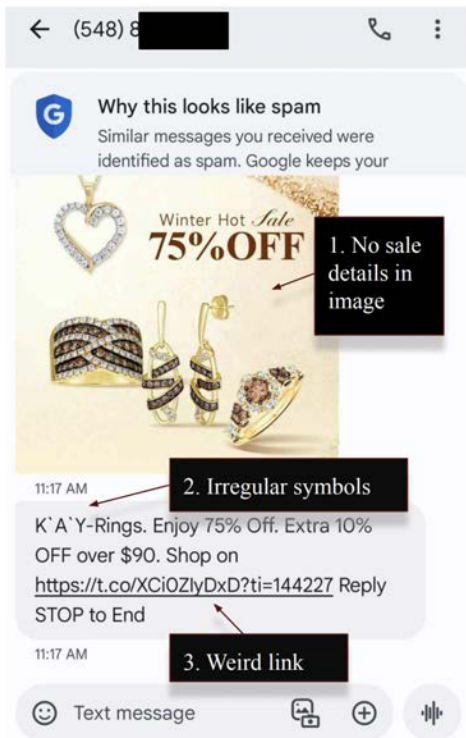 (548) 8
Why this looks like spam
Similar messages you received were
identified as spam. Google keeps your
Winter Hot Sale
75%OFF
1. No sale
details in
image
11:17 AM
2. Irregular symbols
K`A`Y-Rings. Enjoy 75% Off. Extra 10%
OFF over $90. Shop on
https://t.co/XCi0ZIyDxD?ti=144227 Reply
STOP to End
11:17 AM
3. Weird link
Text message